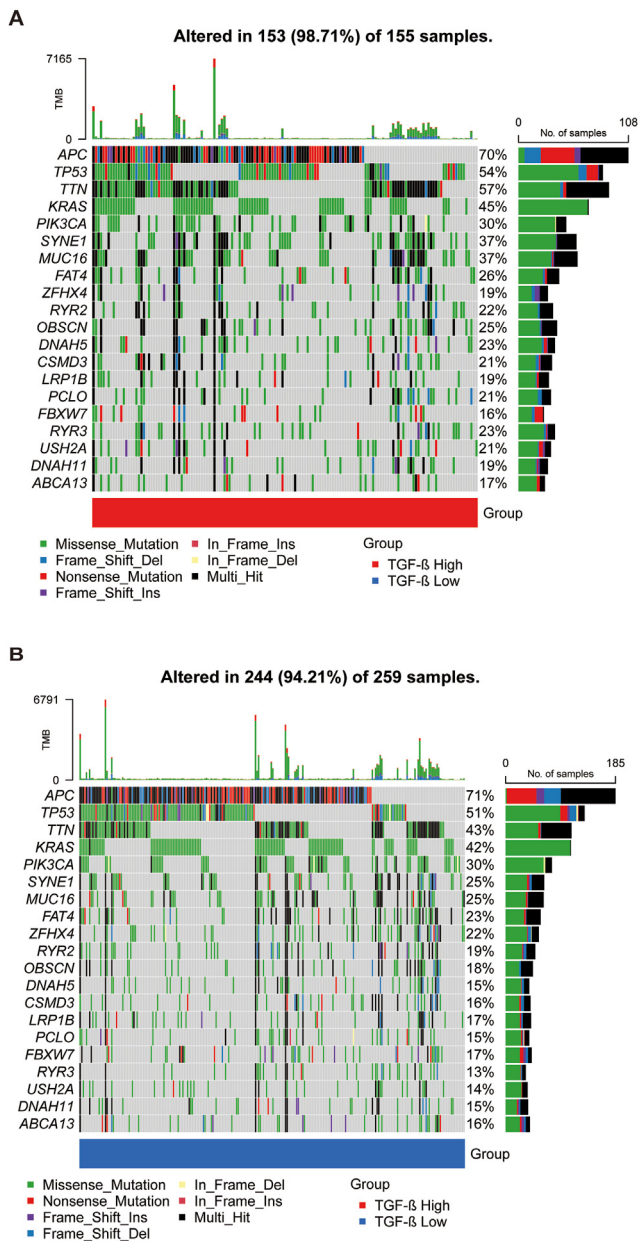 A
Altered in 153 (98.71%) of 155 samples.
7165
TMB
0
0 108
No. of samples
APC 70%
TP53 54%
TTN 57%
KRAS 45%
PIK3CA 30%
SYNE1 37%
MUC16 37%
FAT4 26%
ZFHX4 19%
RYR2 22%
OBSCN 25%
DNAH5 23%
CSMD3 21%
LRP1B 19%
PCLO 21%
FBXW7 16%
RYR3 23%
USH2A 21%
DNAH11 19%
ABCA13 17%
Group
Missense_Mutation In_Frame_Ins Group
Frame_Shift_Del In_Frame_Del TGF-ß High
Nonsense_Mutation Multi_Hit TGF-ß Low
Frame_Shift_Ins
B
Altered in 244 (94.21%) of 259 samples.
6791
TMB
0
0 185
No. of samples
APC 71%
TP53 51%
TTN 43%
KRAS 42%
PIK3CA 30%
SYNE1 25%
MUC16 25%
FAT4 23%
ZFHX4 22%
RYR2 19%
OBSCN 18%
DNAH5 15%
CSMD3 16%
LRP1B 17%
PCLO 15%
FBXW7 17%
RYR3 13%
USH2A 14%
DNAH11 15%
ABCA13 16%
Group
Missense_Mutation In_Frame_Del Group
Nonsense_Mutation In_Frame_Ins TGF-ß High
Frame_Shift_Ins Multi_Hit TGF-ß Low
Frame_Shift_Del